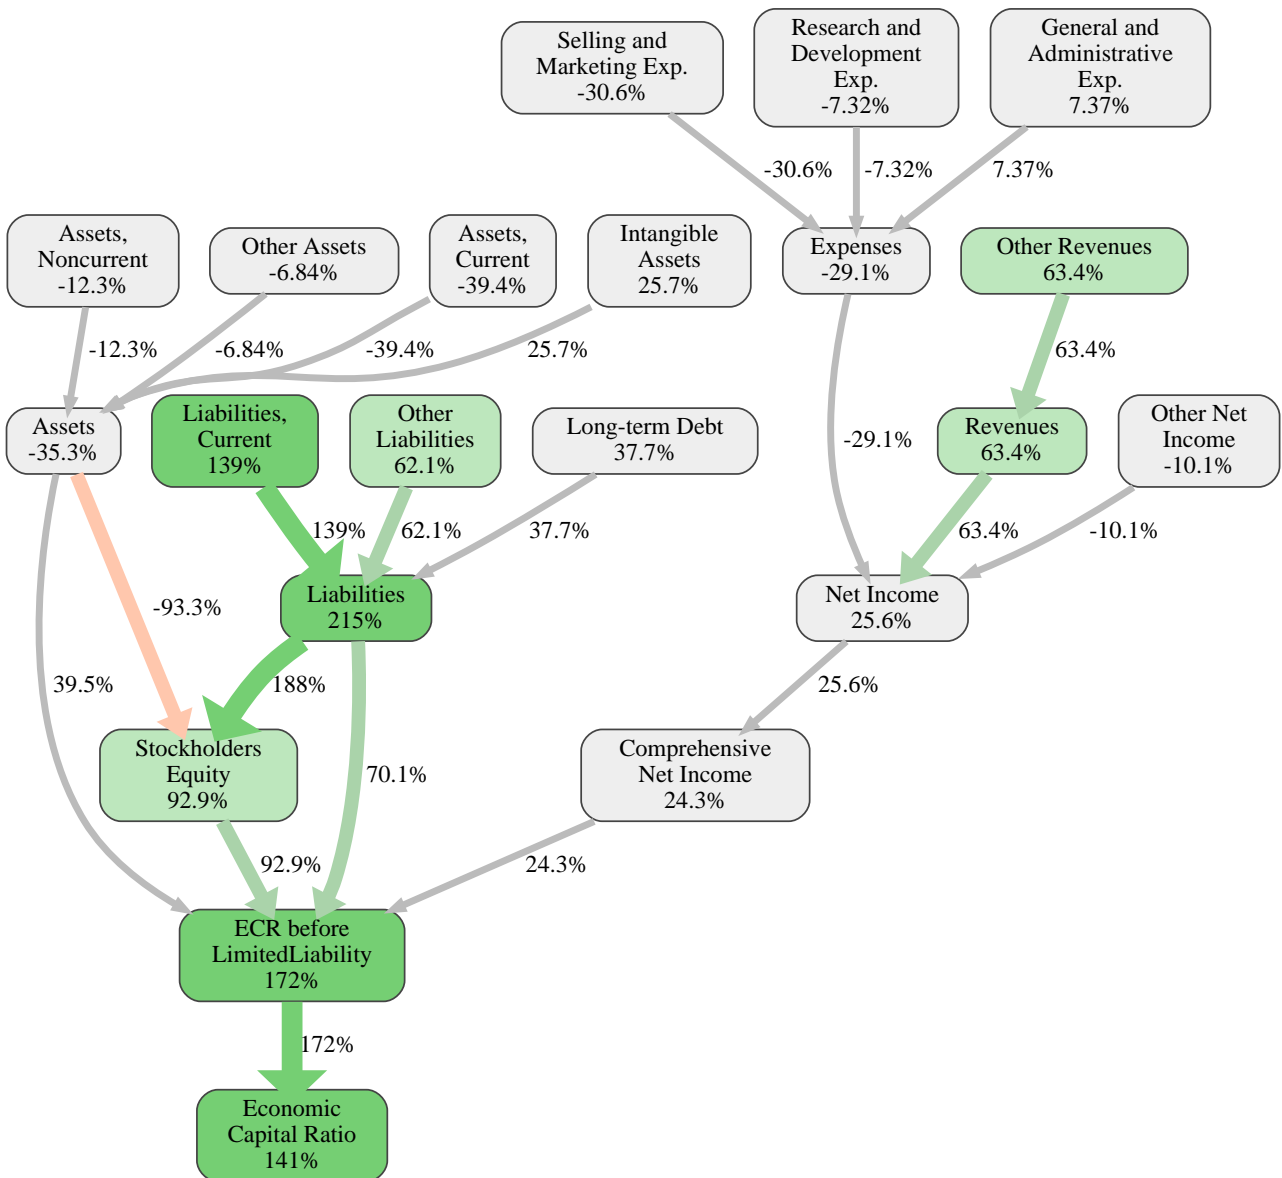 Selling and
Marketing Exp.
-30.6%
Research and
Development
Exp.
-7.32%
General and
Administrative
Exp.
7.37%
-30.6%
-7.32%
7.37%
Assets,
Noncurrent
-12.3%
Other Assets
-6.84%
Assets,
Current
-39.4%
Intangible
Assets
25.7%
Expenses
-29.1%
Other Revenues
63.4%
-12.3%
-6.84%
-39.4%
25.7%
63.4%
Assets
-35.3%
Liabilities,
Current
139%
Other
Liabilities
62.1%
Long-term Debt
37.7%
-29.1%
Revenues
63.4%
Other Net
Income
-10.1%
139%
62.1%
37.7%
63.4%
-10.1%
Liabilities
215%
Net Income
25.6%
-93.3%
39.5%
188%
25.6%
Stockholders
Equity
92.9%
70.1%
Comprehensive
Net Income
24.3%
92.9%
24.3%
ECR before
LimitedLiability
172%
172%
Economic
Capital Ratio
141%